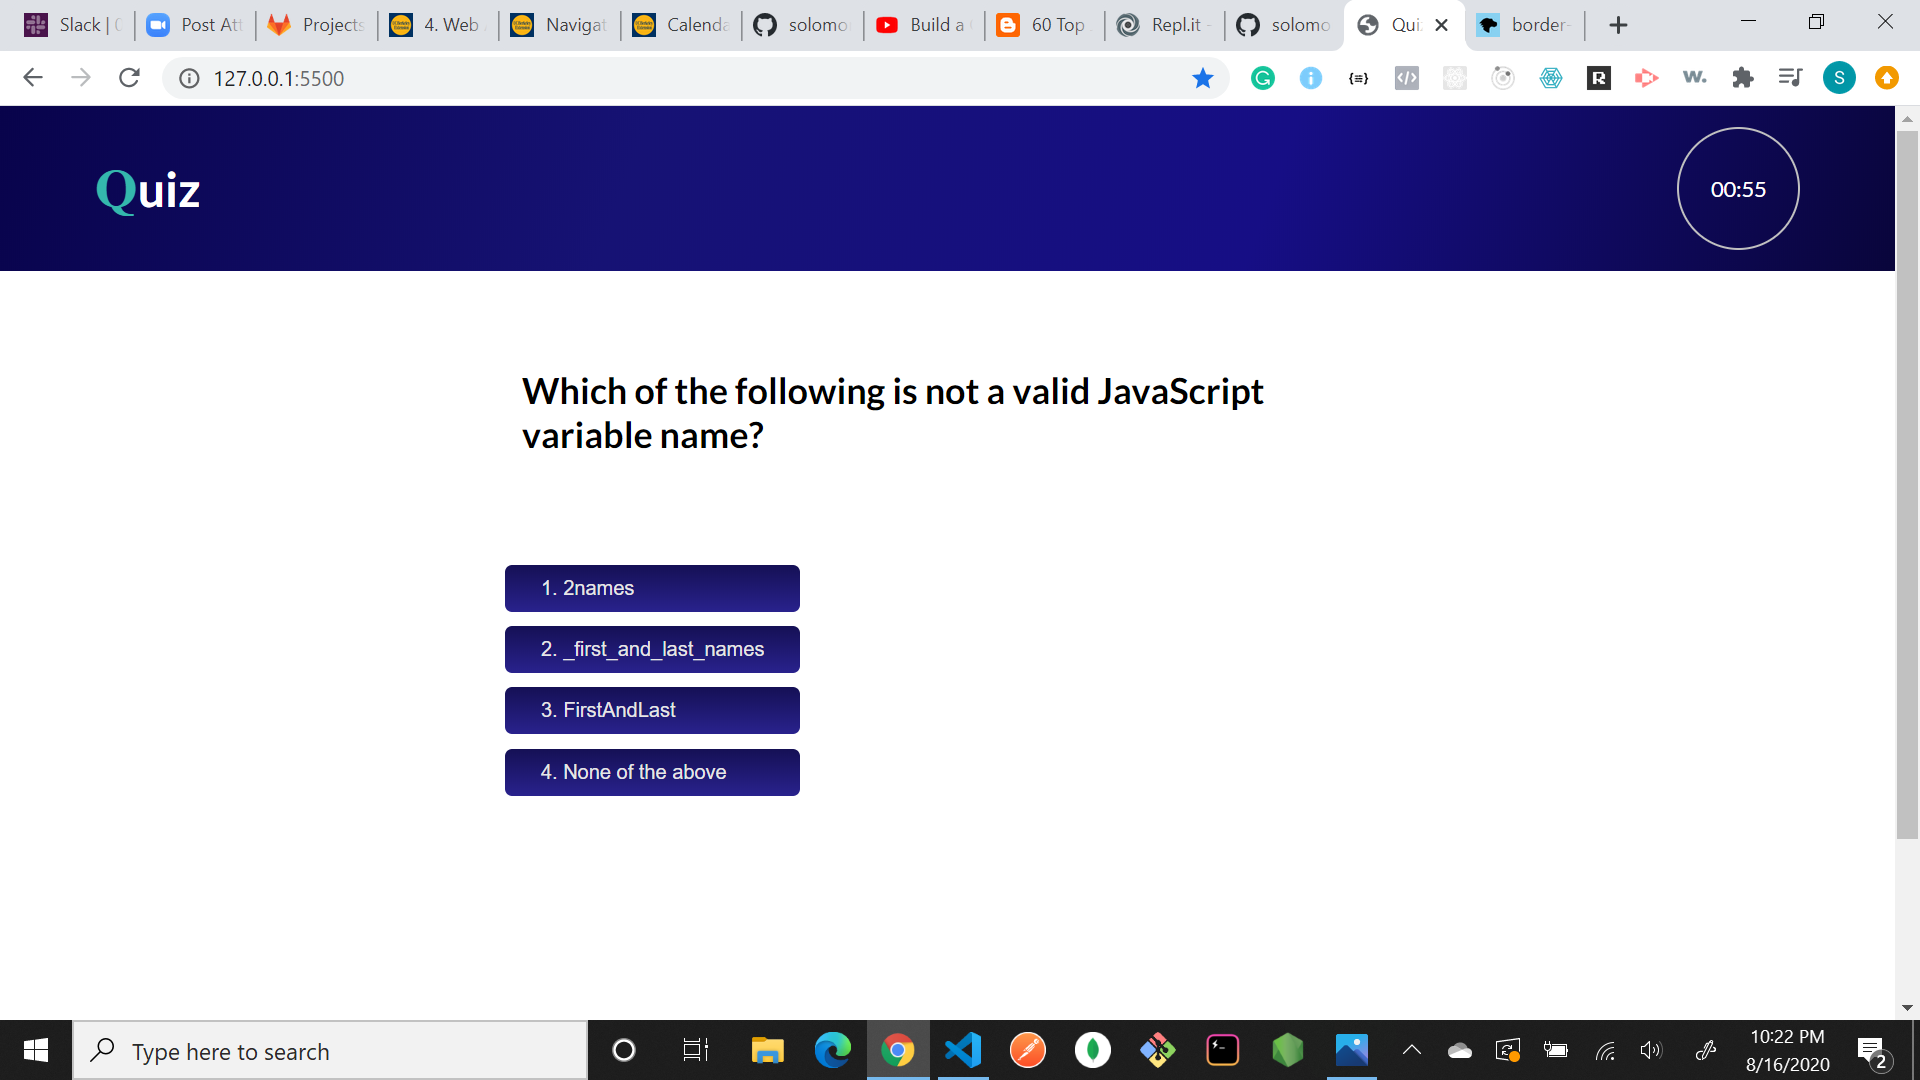 Slack | Post Att Projects 4. Web Navigat Calenda solomo Build a 60 Top Repl.it - solomo Qui border-
127.0.0.1:5500
Quiz
00:55
Which of the following is not a valid JavaScript
variable name?
1. 2names
2. _first_and_last_names
3. FirstAndLast
4. None of the above
Type here to search
10:22 PM
8/16/2020
2